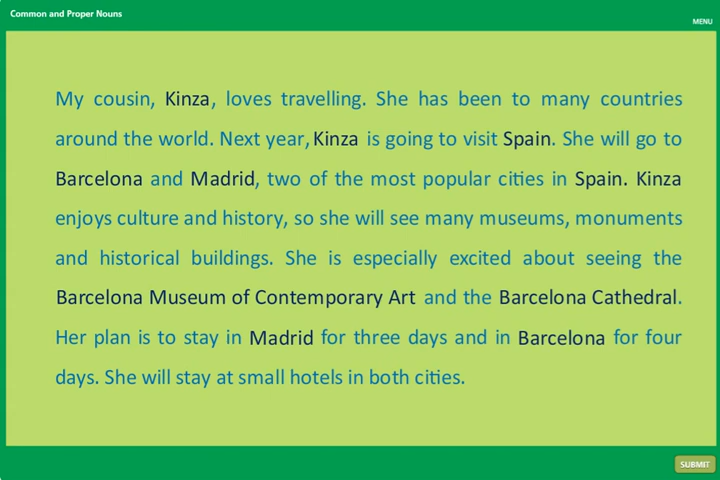 Common and Proper Nouns
MENU
My cousin, Kinza, loves travelling. She has been to many countries
around the world. Next year, Kinza is going to visit Spain. She will go to
Barcelona and Madrid, two of the most popular cities in Spain. Kinza
enjoys culture and history, so she will see many museums, monuments
and historical buildings. She is especially excited about seeing the
Barcelona Museum of Contemporary Art and the Barcelona Cathedral.
Her plan is to stay in Madrid for three days and in Barcelona for four
days. She will stay at small hotels in both cities.
SUBMIT